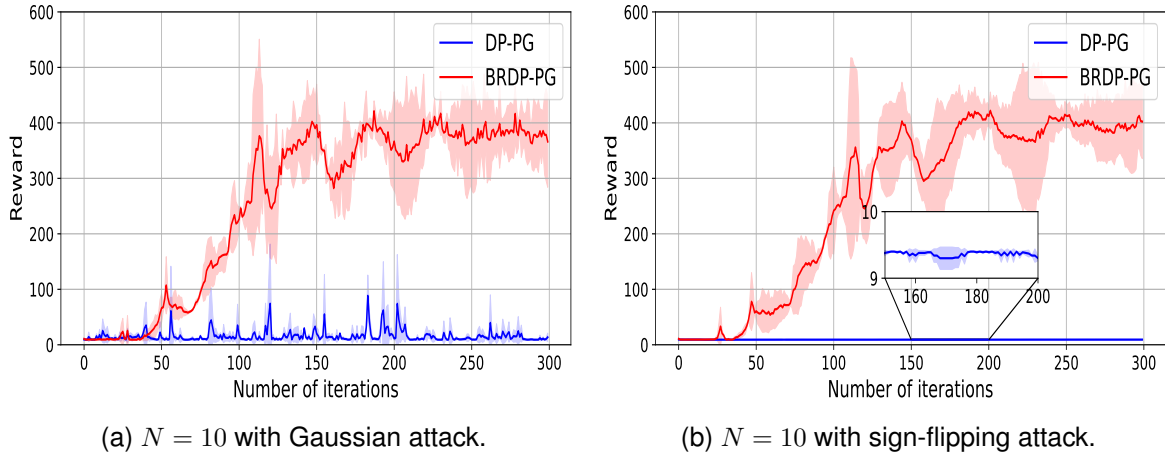 600
500
400
300
200
100
0
Reward
0 50 100 150 200 250 300
Number of iterations
DP-PG
BRDP-PG
(a) N = 10 with Gaussian attack.
600
500
400
300
200
100
0
Reward
0 50 100 150 200 250 300
Number of iterations
DP-PG
BRDP-PG
10
9
160 180 200
(b) N = 10 with sign-flipping attack.